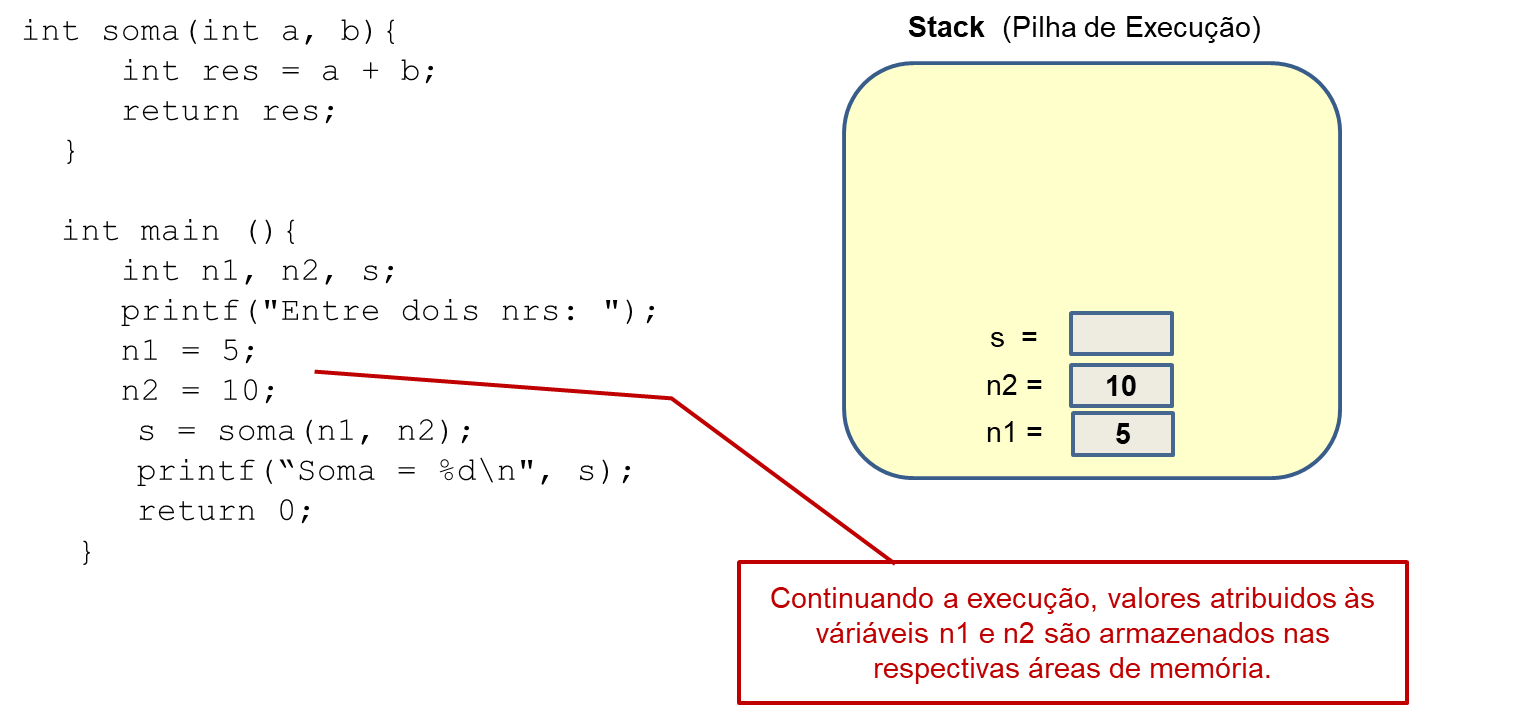 int soma(int a, b){
int res = a + b;
return res;
}
int main (){
int n1, n2, s;
printf("Entre dois nrs: ");
n1 = 5;
n2 = 10;
s = soma(n1, n2);
printf(“Soma = %d\n", s);
return 0;
}
Stack (Pilha de Execução)
s =
n2 = 10
n1 = 5
Continuando a execução, valores atribuidos às
váriáveis n1 e n2 são armazenados nas
respectivas áreas de memória.